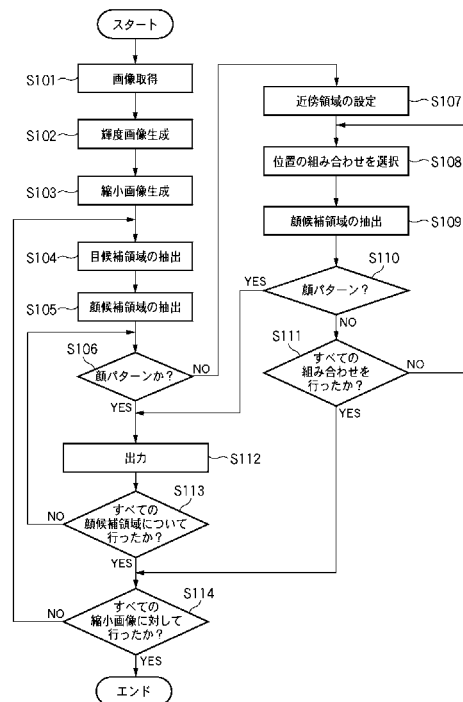 スタート
S101
画像取得
S102
輝度画像生成
S103
縮小画像生成
S104
目候補領域の抽出
S105
顔候補領域の抽出
S106
顔パターンか?
NO
YES
S107
近傍領域の設定
S108
位置の組み合わせを選択
S109
顔候補領域の抽出
S110
顔パターン?
YES
NO
S111
すべての
組み合わせを
行ったか?
NO
YES
出力
S112
S113
すべての
顔候補領域について
行ったか?
NO
YES
S114
すべての
縮小画像に対して
行ったか?
NO
YES
エンド